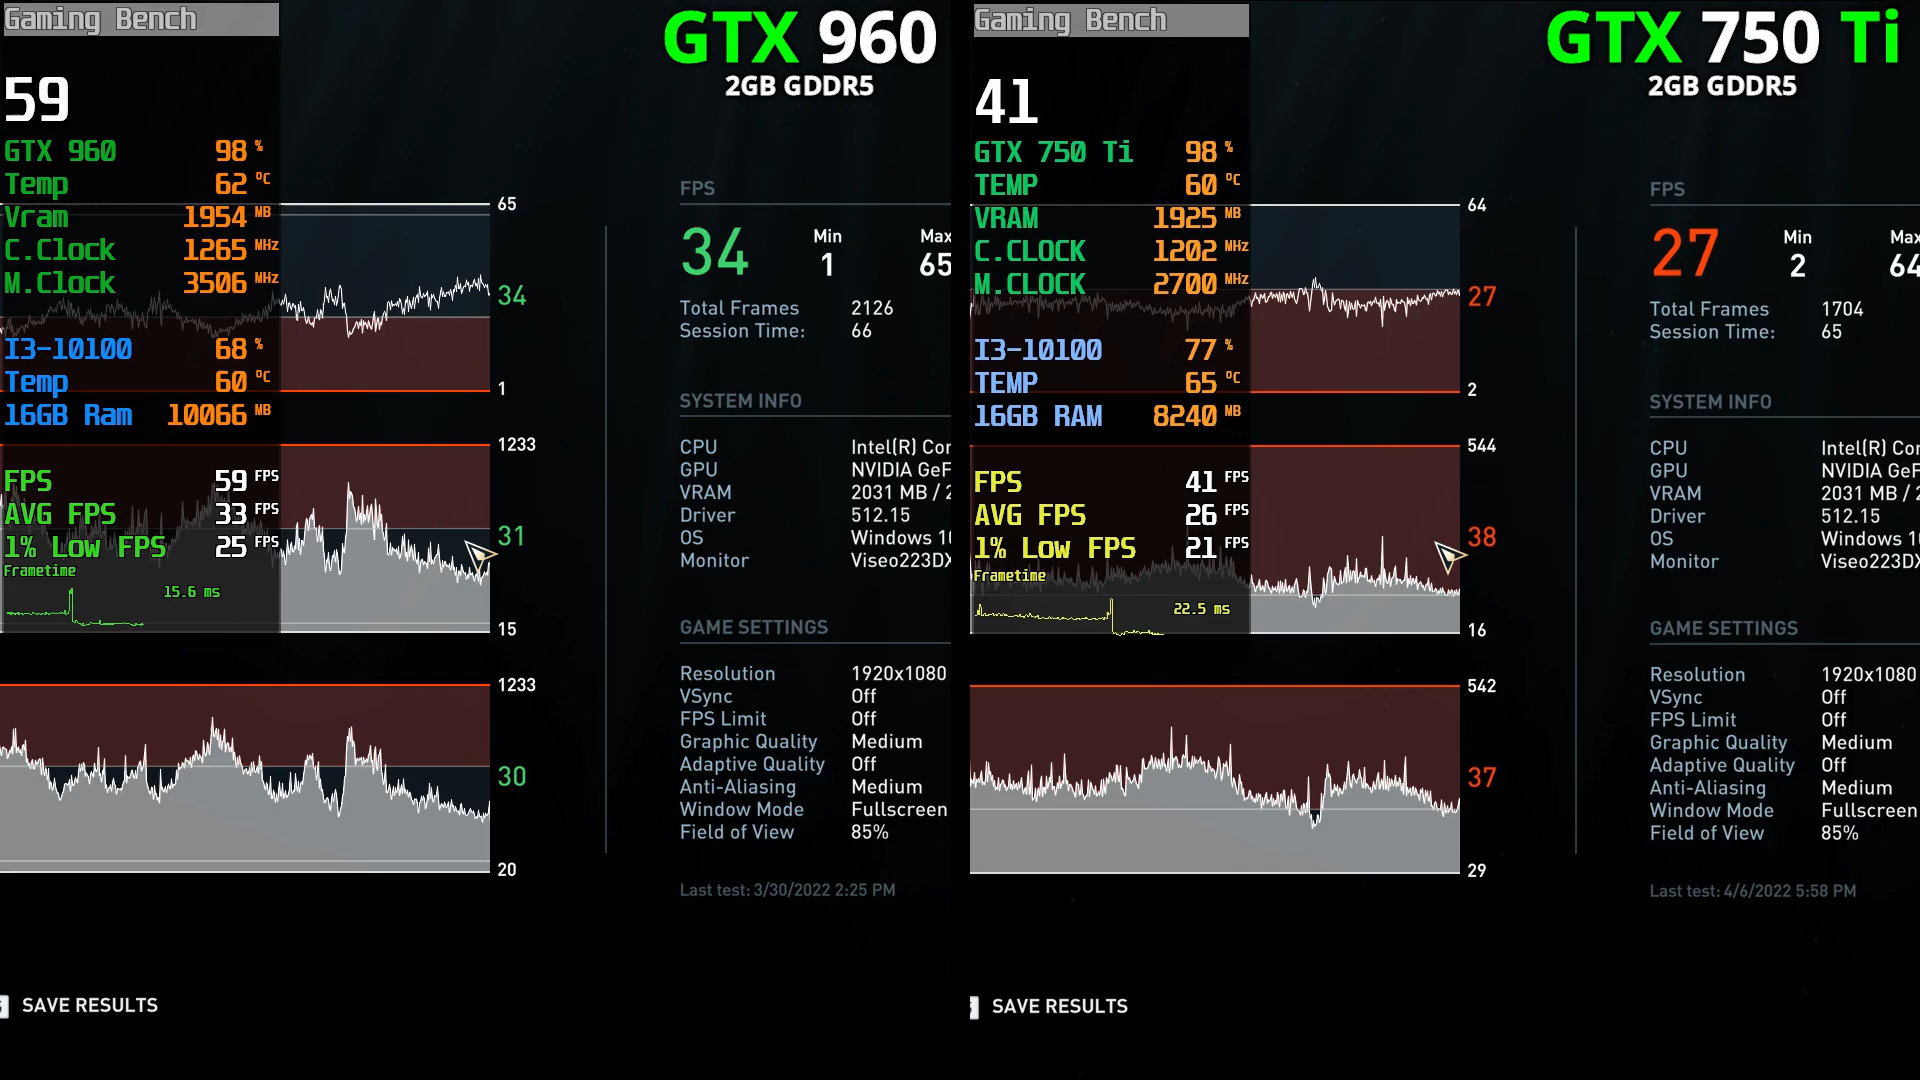 Gaming Bench
GTX 960
2GB GDDR5
59
GTX 960 98 %
Temp 62 °C
Vram 1954 MB
C.Clock 1265 MHz
M.Clock 3506 MHz
I3-10100 68 %
Temp 60 °C
16GB Ram 10066 MB
FPS 59 FPS
AVG FPS 33 FPS
1% Low FPS 25 FPS
Frametime
15.6 ms
65
34
1
1233
31
15
1233
30
20
FPS
34
Min Max
1 65
Total Frames 2126
Session Time: 66
SYSTEM INFO
CPU Intel(R) Cor
GPU NVIDIA GeF
VRAM 2031 MB / 2
Driver 512.15
OS Windows 10
Monitor Viseo223DX
GAME SETTINGS
Resolution 1920x1080
VSync Off
FPS Limit Off
Graphic Quality Medium
Adaptive Quality Off
Anti-Aliasing Medium
Window Mode Fullscreen
Field of View 85%
Last test: 3/30/2022 2:25 PM
SAVE RESULTS
Gaming Bench
GTX 750 Ti
2GB GDDR5
41
GTX 750 Ti 98 %
TEMP 60 °C
VRAM 1925 MB
C.CLOCK 1202 MHz
M.CLOCK 2700 MHz
I3-10100 77 %
TEMP 65 °C
16GB RAM 8240 MB
FPS 41 FPS
AVG FPS 26 FPS
1% Low FPS 21 FPS
Frametime
22.5 ms
64
27
2
544
38
16
542
37
29
FPS
27
Min Max
2 64
Total Frames 1704
Session Time: 65
SYSTEM INFO
CPU Intel(R) Cor
GPU NVIDIA GeF
VRAM 2031 MB / 2
Driver 512.15
OS Windows 10
Monitor Viseo223DX
GAME SETTINGS
Resolution 1920x1080
VSync Off
FPS Limit Off
Graphic Quality Medium
Adaptive Quality Off
Anti-Aliasing Medium
Window Mode Fullscreen
Field of View 85%
Last test: 4/6/2022 5:58 PM
SAVE RESULTS